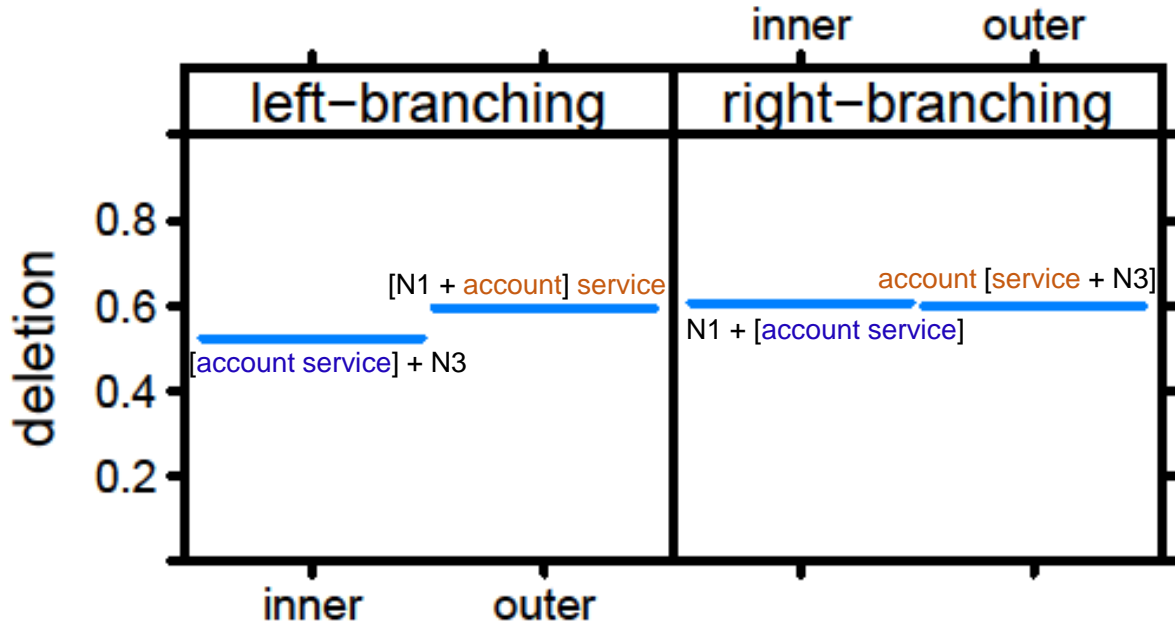 inner outer
left−branching right−branching
0.8
[N1 + account] service account [service + N3]
0.6
N1 + [account service]
[account service] + N3
0.4
0.2
deletion
inner outer